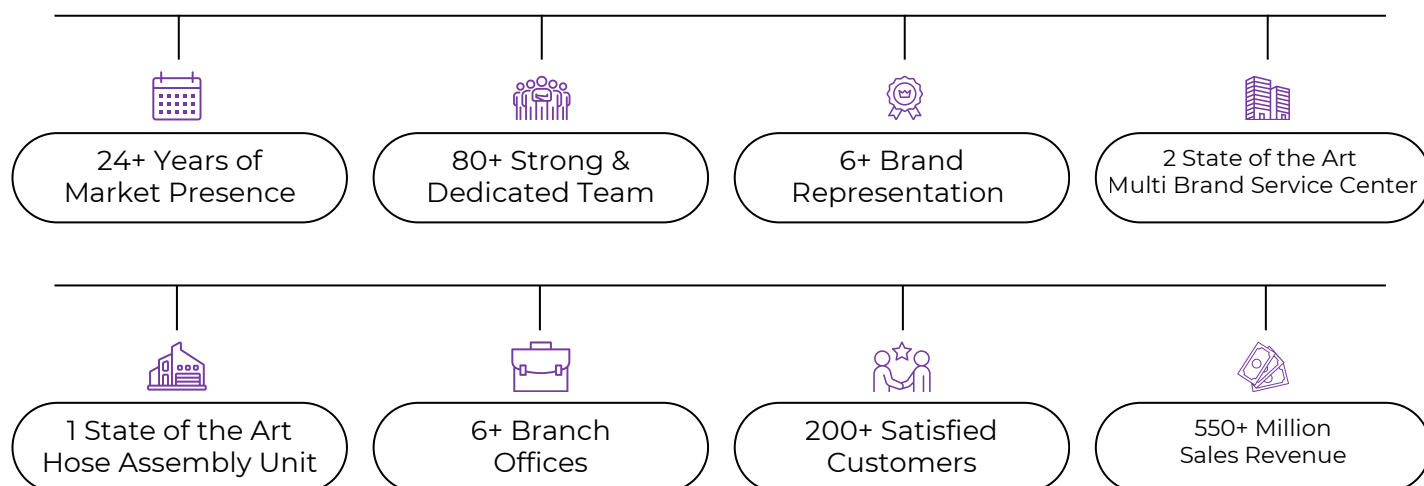 24+ Years of
Market Presence
80+ Strong &
Dedicated Team
6+ Brand
Representation
2 State of the Art
Multi Brand Service Center
1 State of the Art
Hose Assembly Unit
6+ Branch
Offices
200+ Satisfied
Customers
550+ Million
Sales Revenue